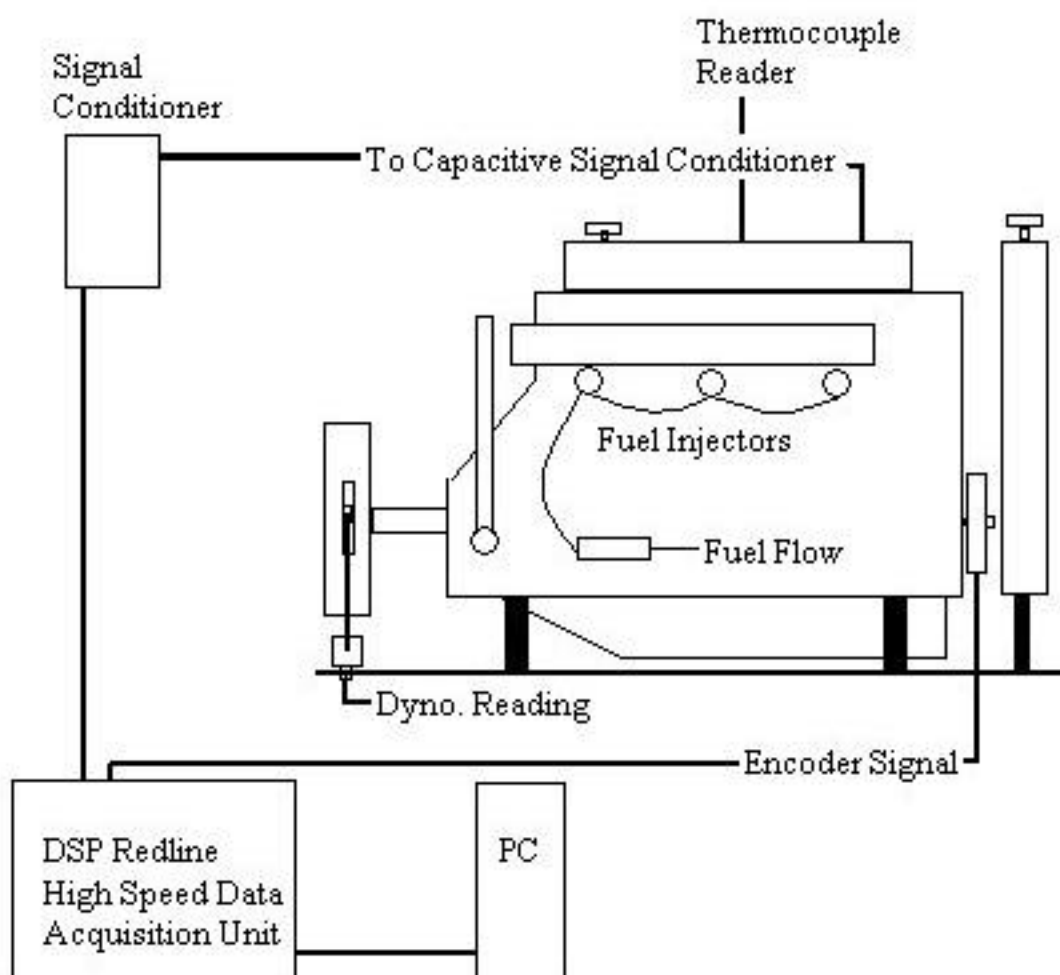 Thermocouple
Reader
Signal
Conditioner
To Capacitive Signal Conditioner
Fuel Injectors
Fuel Flow
Dyno. Reading
Encoder Signal
DSP Redline
High Speed Data
Acquisition Unit
PC